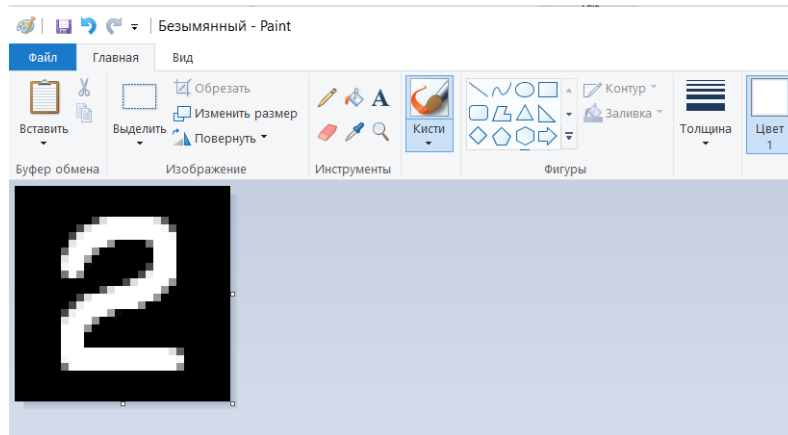 Безымянный - Paint
Файл Главная Вид
Вставить
Выделить
Обрезать
Изменить размер
Повернуть
A
Кисти
Контур
Заливка
Толщина
Цвет
1
Буфер обмена Изображение Инструменты Фигуры
2